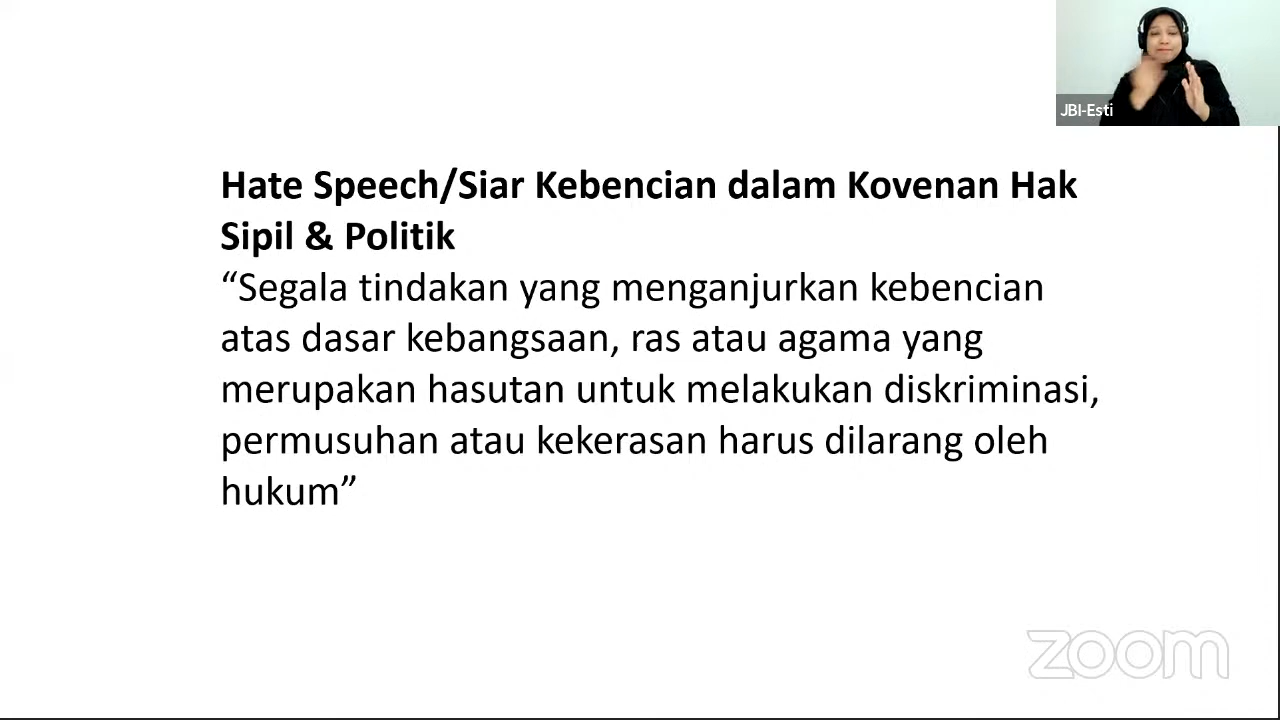 JBI-Esti
Hate Speech/Siar Kebencian dalam Kovenan Hak
Sipil & Politik
“Segala tindakan yang menganjurkan kebencian
atas dasar kebangsaan, ras atau agama yang
merupakan hasutan untuk melakukan diskriminasi,
permusuhan atau kekerasan harus dilarang oleh
hukum”
zoom